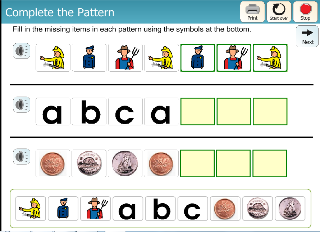 Complete the Pattern
Print
Start over
Stop
Fill in the missing items in each pattern using the symbols at the bottom.
Next
a b c a
a b c